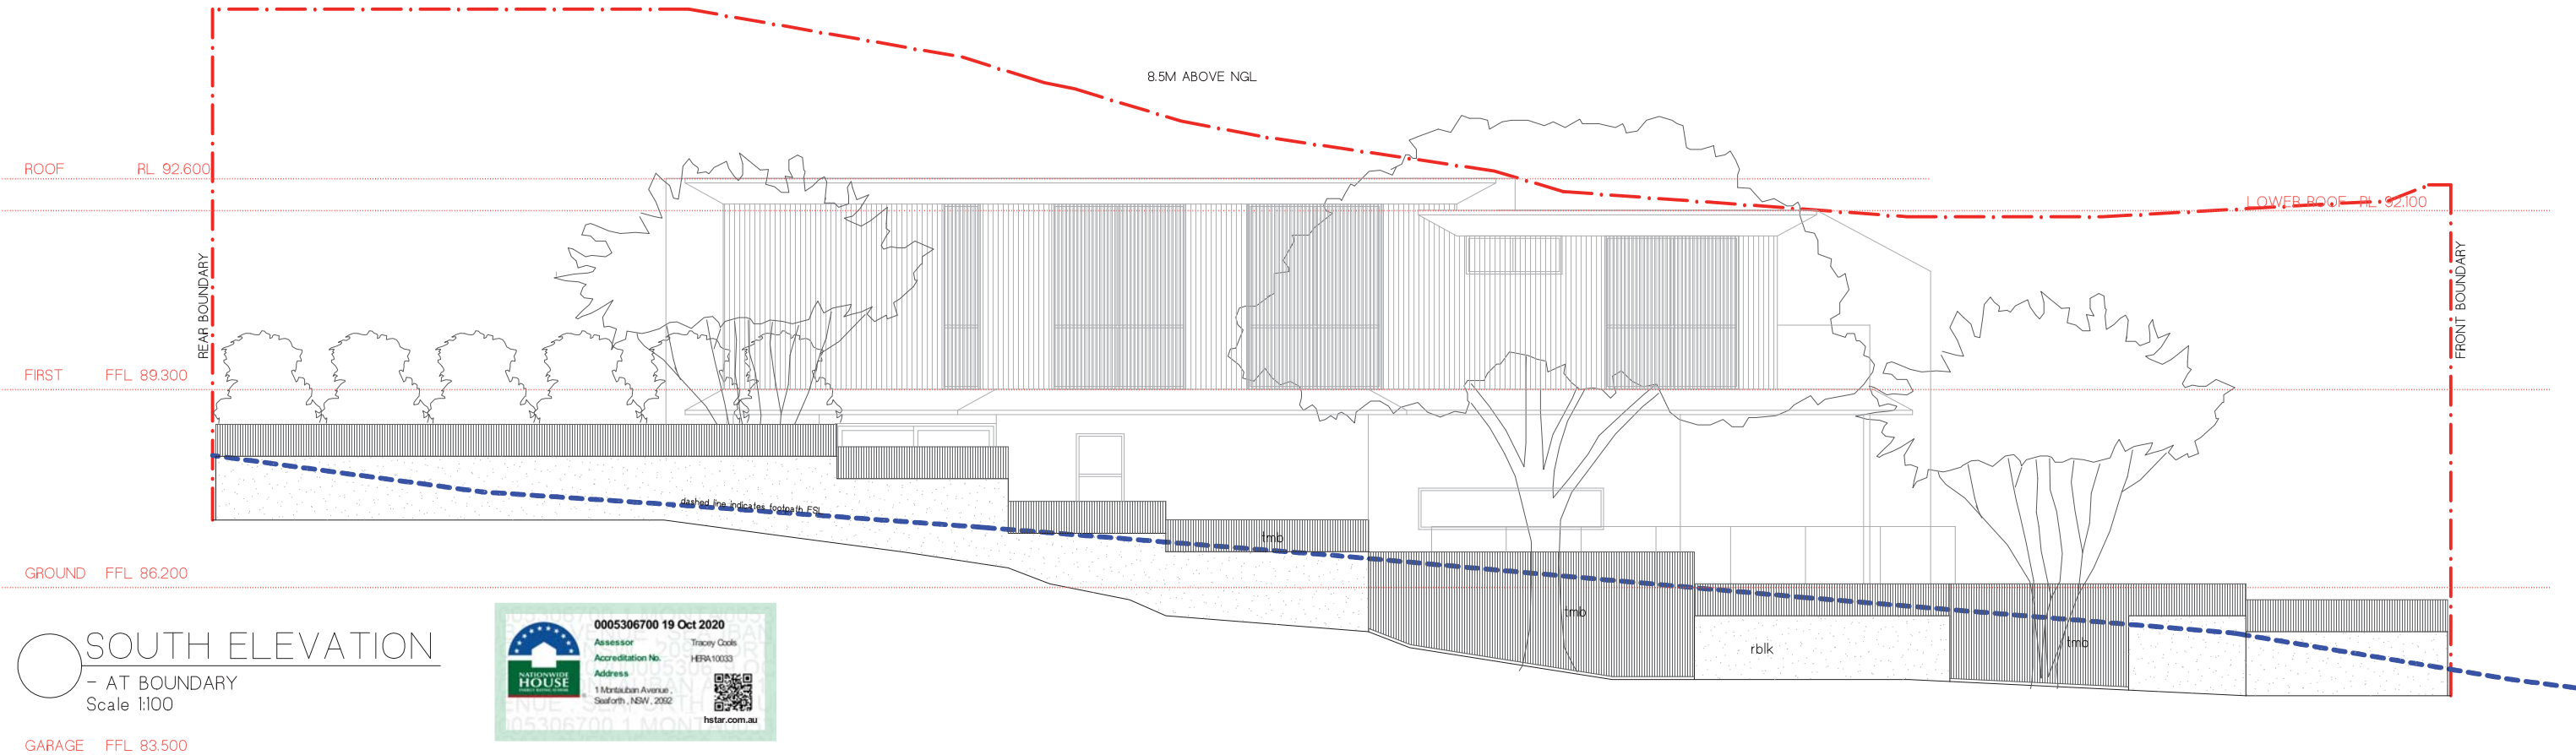 8.5M ABOVE NGL
ROOF RL 92.600
LOWER ROOF RL 92.100
REAR BOUNDARY
FRONT BOUNDARY
FIRST FFL 89.300
dashed line indicates footpath ESL
tmb
GROUND FFL 86.200
tmb
rblk
tmb
SOUTH ELEVATION
- AT BOUNDARY
Scale 1:100
GARAGE FFL 83.500
0005306700 19 Oct 2020
Assessor Tracey Cools
Accreditation No. HERA10033
Address
1 Montauban Avenue ,
Seaforth , NSW , 2092
NATIONWIDE
HOUSE
ENERGY RATING SCHEME
hstar.com.au